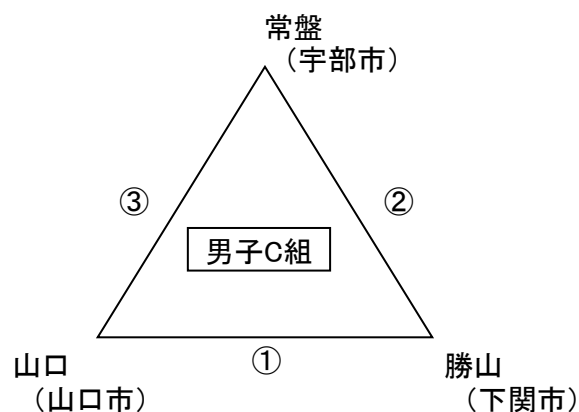 常盤
（宇部市）
③
②
男子C組
山口
（山口市）
①
勝山
（下関市）